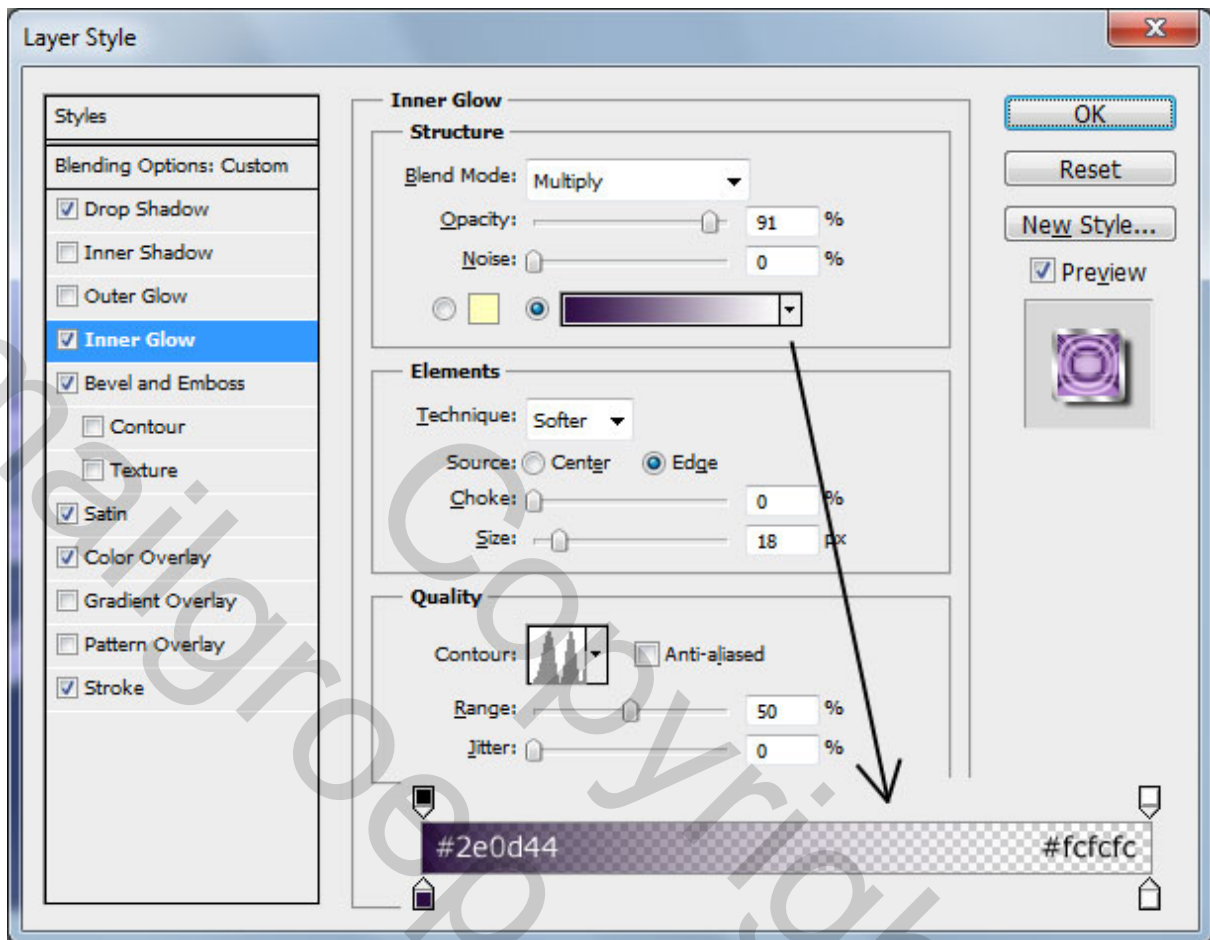 Layer Style
X
Styles
Blending Options: Custom
Drop Shadow
Inner Shadow
Outer Glow
Inner Glow
Bevel and Emboss
Contour
Texture
Satin
Color Overlay
Gradient Overlay
Pattern Overlay
Stroke
Inner Glow
Structure
Blend Mode: Multiply
Opacity: 91 %
Noise: 0 %
Elements
Technique: Softer
Source: Center Edge
Choke: 0 %
Size: 18 px
Quality
Contour: Anti-aliased
Range: 50 %
Jitter: 0 %
#2e0d44 #fcfcfc
OK
Reset
New Style...
Preview
Copyrigh
mailgroep